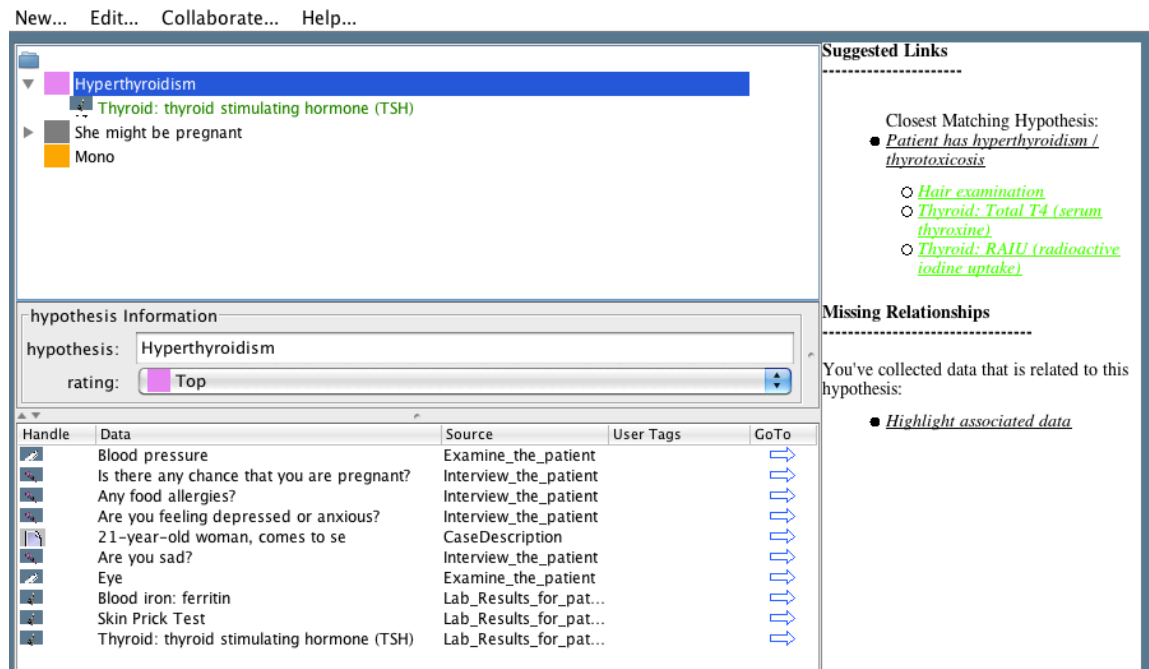 New... Edit... Collaborate... Help...
Hyperthyroidism
Thyroid: thyroid stimulating hormone (TSH)
She might be pregnant
Mono
hypothesis Information
hypothesis: Hyperthyroidism
rating: Top
Handle Data Source User Tags GoTo
Blood pressure Examine_the_patient
Is there any chance that you are pregnant? Interview_the_patient
Any food allergies? Interview_the_patient
Are you feeling depressed or anxious? Interview_the_patient
21-year-old woman, comes to se CaseDescription
Are you sad? Interview_the_patient
Eye Examine_the_patient
Blood iron: ferritin Lab_Results_for_pat...
Skin Prick Test Lab_Results_for_pat...
Thyroid: thyroid stimulating hormone (TSH) Lab_Results_for_pat...
Suggested Links
----------------------
Closest Matching Hypothesis:
Patient has hyperthyroidism /
thyrotoxicosis
Hair examination
Thyroid: Total T4 (serum
thyroxine)
Thyroid: RAIU (radioactive
iodine uptake)
Missing Relationships
---------------------------------
You've collected data that is related to this
hypothesis:
Highlight associated data